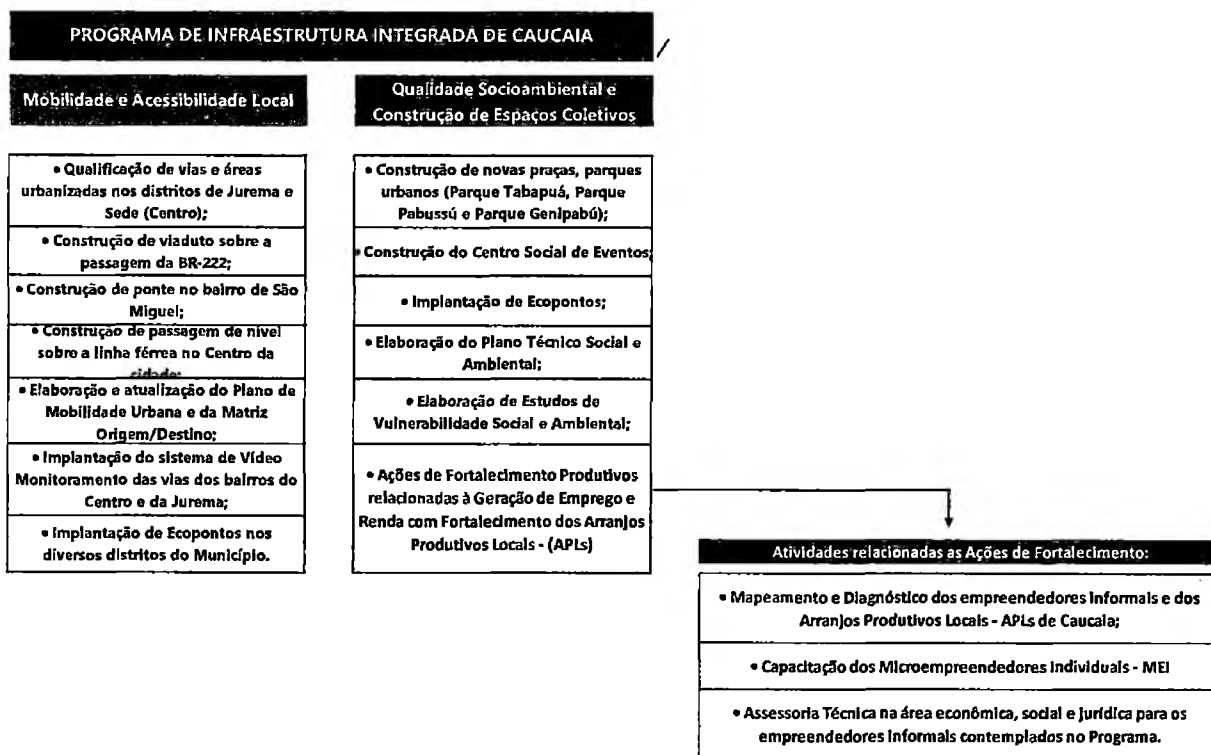 PROGRAMA DE INFRAESTRUTURA INTEGRADA DE CAUCAIA
Mobilidade e Acessibilidade Local
• Qualificação de vias e áreas
urbanizadas nos distritos de Jurema e
Sede (Centro);
• Construção de viaduto sobre a
passagem da BR-222;
• Construção de ponte no bairro de São
Miguel;
• Construção de passagem de nível
sobre a linha férrea no Centro da
cidade;
• Elaboração e atualização do Plano de
Mobilidade Urbana e da Matriz
Origem/Destino;
• Implantação do sistema de Vídeo
Monitoramento das vias dos bairros do
Centro e da Jurema;
• Implantação de Ecopontos nos
diversos distritos do Município.
Qualidade Socioambiental e
Construção de Espaços Coletivos
• Construção de novas praças, parques
urbanos (Parque Tabapuá, Parque
Pabussú e Parque Genipabú);
• Construção do Centro Social de Eventos;
• Implantação de Ecopontos;
• Elaboração do Plano Técnico Social e
Ambiental;
• Elaboração de Estudos de
Vulnerabilidade Social e Ambiental;
• Ações de Fortalecimento Produtivos
relacionadas à Geração de Emprego e
Renda com Fortalecimento dos Arranjos
Produtivos Locais - (APLs)
Atividades relacionadas as Ações de Fortalecimento:
• Mapeamento e Diagnóstico dos empreendedores informais e dos
Arranjos Produtivos Locais - APLs de Caucaia;
• Capacitação dos Microempreendedores Individuais - MEI
• Assessoria Técnica na área econômica, social e jurídica para os
empreendedores informais contemplados no Programa.